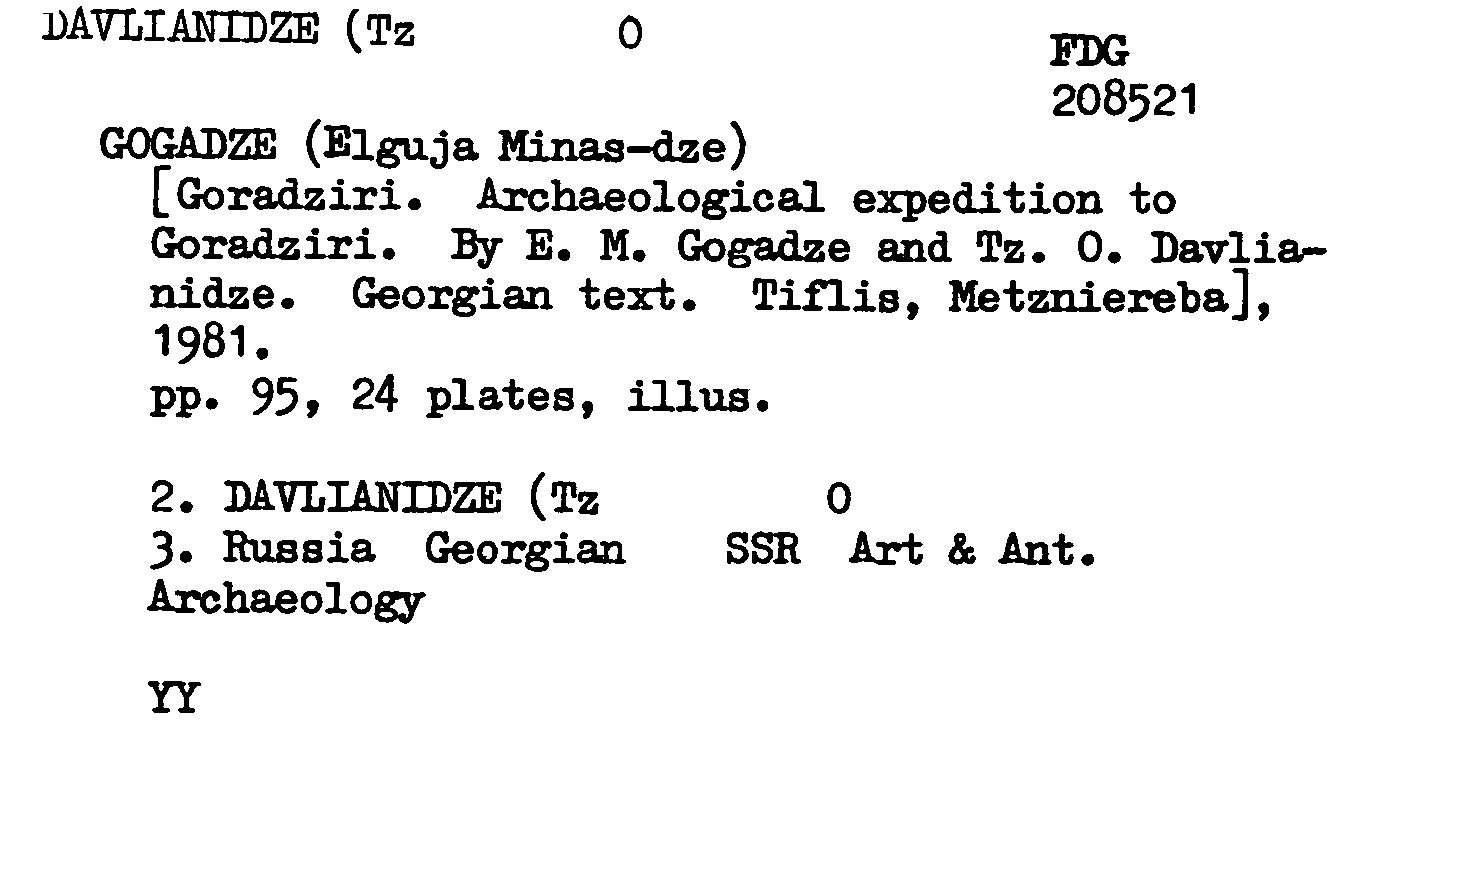 DAVLIANIDZE (Tz O
FDG
208521
GOGADZE (Elguja Minas-dze)
[Goradziri. Archaeological expedition to
Goradziri. By E. M. Gogadze and Tz. O. Davlia-
nidze. Georgian text. Tiflis, Metzniereba],
1981.
pp. 95, 24 plates, illus.
2. DAVLIANIDZE (Tz O
3. Russia Georgian SSR Art & Ant.
Archaeology
YY